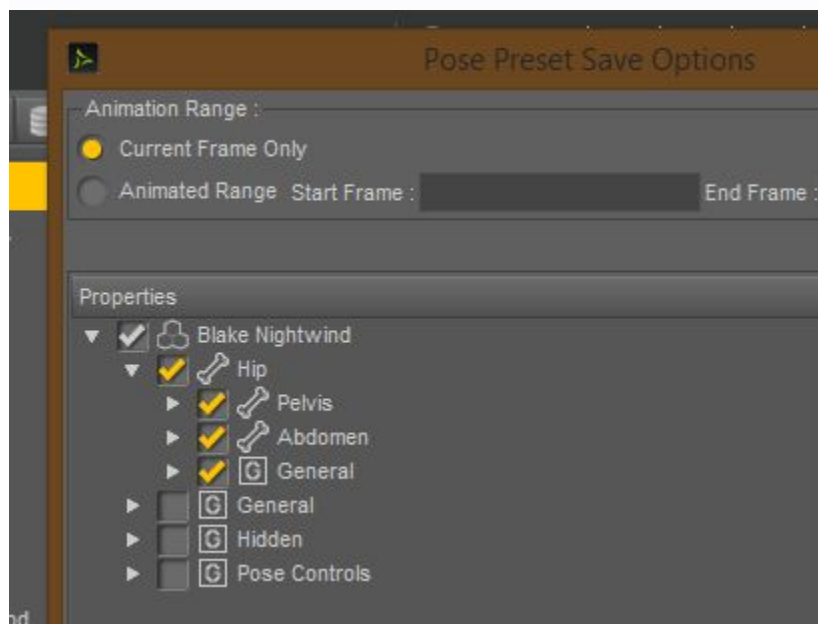 Pose Preset Save Options
Animation Range :
Current Frame Only
Animated Range Start Frame : End Frame :
Properties
Blake Nightwind
Hip
Pelvis
Abdomen
G General
G General
G Hidden
G Pose Controls